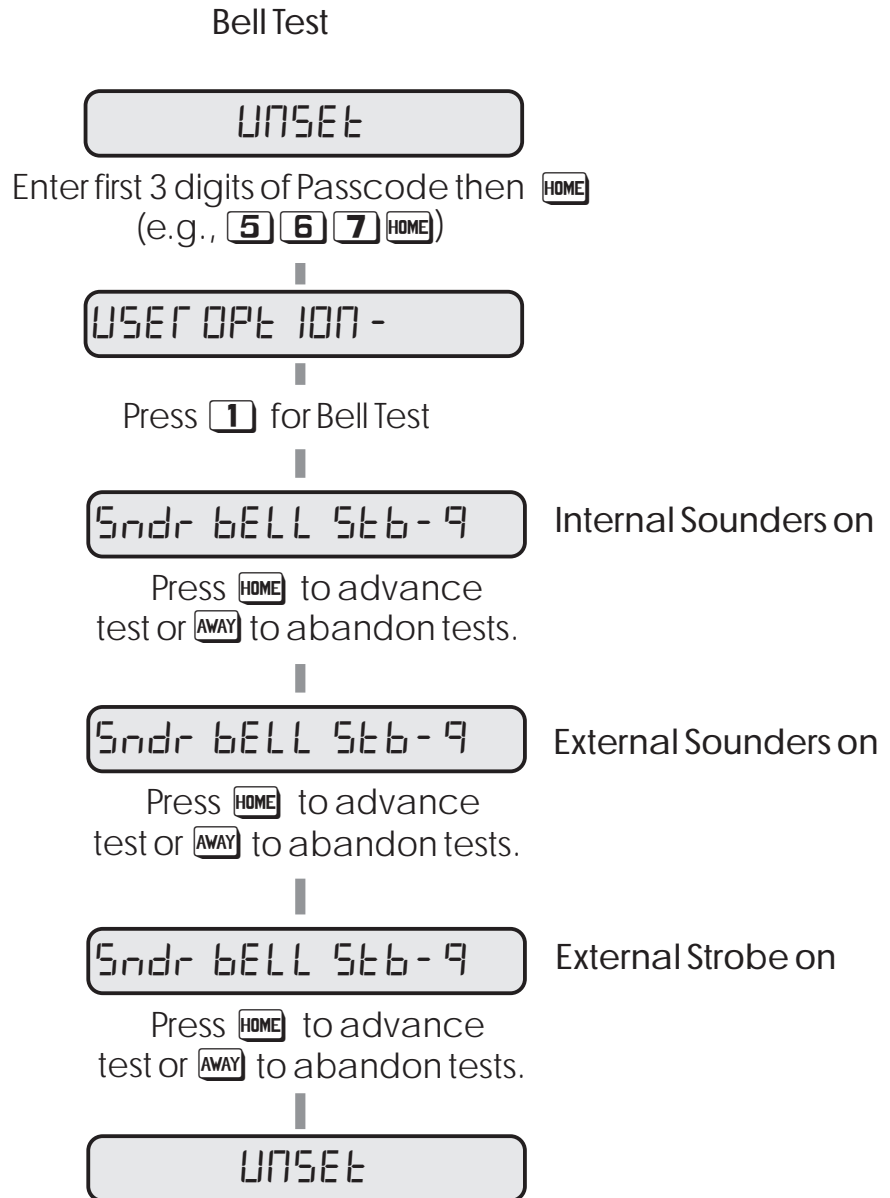 Bell Test
UNSEt
Enter first 3 digits of Passcode then HOME
(e.g., 5 6 7 HOME)
USEr OPt ION -
Press 1 for Bell Test
Sndr bELL Stb - 9 Internal Sounders on
Press HOME to advance
test or AWAY to abandon tests.
Sndr bELL Stb - 9 External Sounders on
Press HOME to advance
test or AWAY to abandon tests.
Sndr bELL Stb - 9 External Strobe on
Press HOME to advance
test or AWAY to abandon tests.
UNSEt